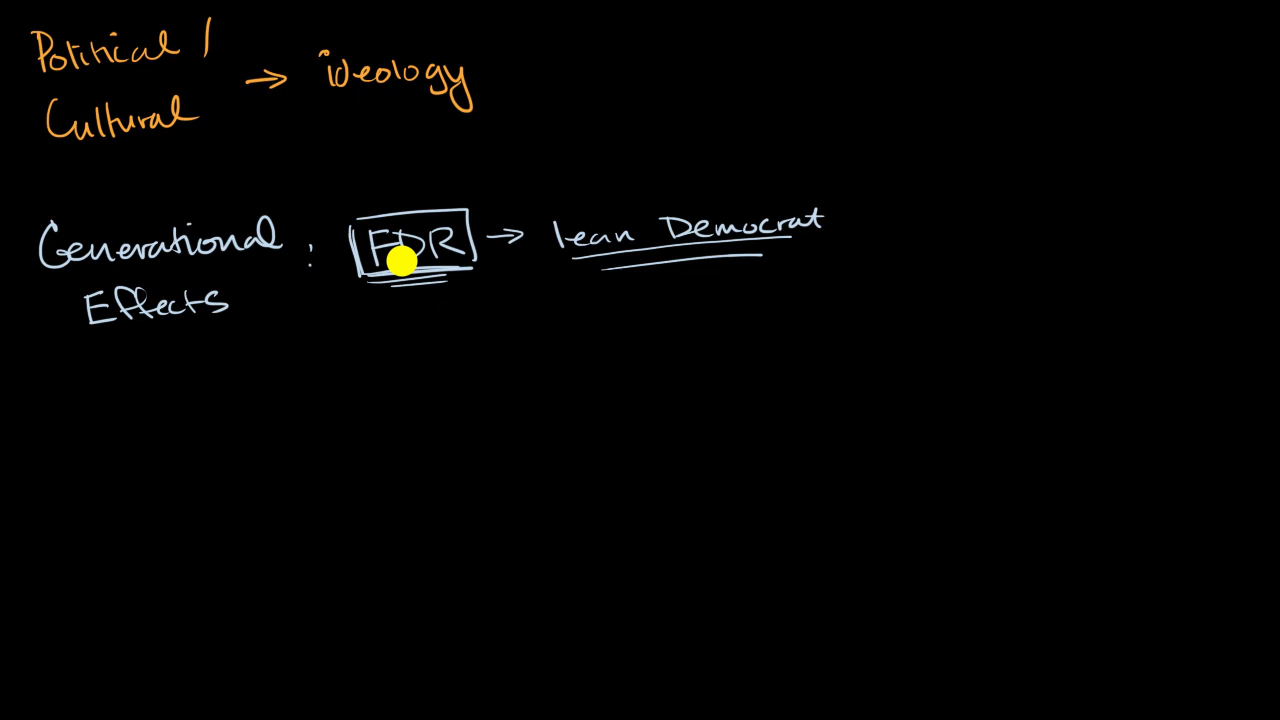 Political /
Cultural → ideology
Generational : FDR → lean Democrat
Effects